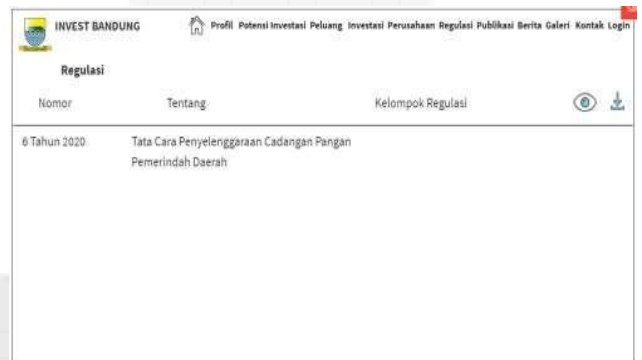 INVEST BANDUNG
Profil Potensi Investasi Peluang Investasi Perusahaan Regulasi Publikasi Berita Galeri Kontak Login
Regulasi
Nomor Tentang Kelompok Regulasi
6 Tahun 2020 Tata Cara Penyelenggaraan Cadangan Pangan
Pemerindah Daerah